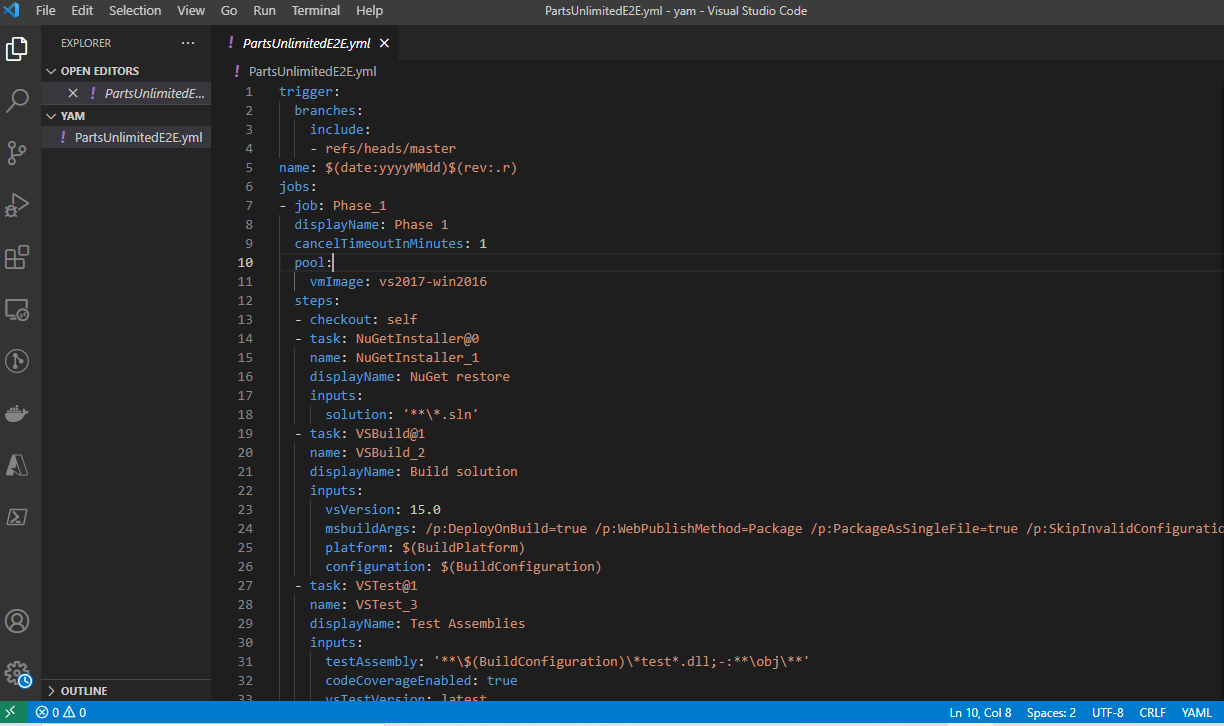 File Edit Selection View Go Run Terminal Help PartsUnlimitedE2E.yml - yam - Visual Studio Code
EXPLORER ···
OPEN EDITORS
! PartsUnlimitedE...
YAM
! PartsUnlimitedE2E.yml
OUTLINE
! PartsUnlimitedE2E.yml
! PartsUnlimitedE2E.yml
1 trigger:
2 branches:
3 include:
4 - refs/heads/master
5 name: $(date:yyyyMMdd)$(rev:.r)
6 jobs:
7 - job: Phase_1
8 displayName: Phase 1
9 cancelTimeoutInMinutes: 1
10 pool:
11 vmImage: vs2017-win2016
12 steps:
13 - checkout: self
14 - task: NuGetInstaller@0
15 name: NuGetInstaller_1
16 displayName: NuGet restore
17 inputs:
18 solution: '**\*.sln'
19 - task: VSBuild@1
20 name: VSBuild_2
21 displayName: Build solution
22 inputs:
23 vsVersion: 15.0
24 msbuildArgs: /p:DeployOnBuild=true /p:WebPublishMethod=Package /p:PackageAsSingleFile=true /p:SkipInvalidConfiguratio
25 platform: $(BuildPlatform)
26 configuration: $(BuildConfiguration)
27 - task: VSTest@1
28 name: VSTest_3
29 displayName: Test Assemblies
30 inputs:
31 testAssembly: '**\$(BuildConfiguration)\*test*.dll;-:**\obj\**'
32 codeCoverageEnabled: true
33 vsTestVersion: latest
0 0 Ln 10, Col 8 Spaces: 2 UTF-8 CRLF YAML